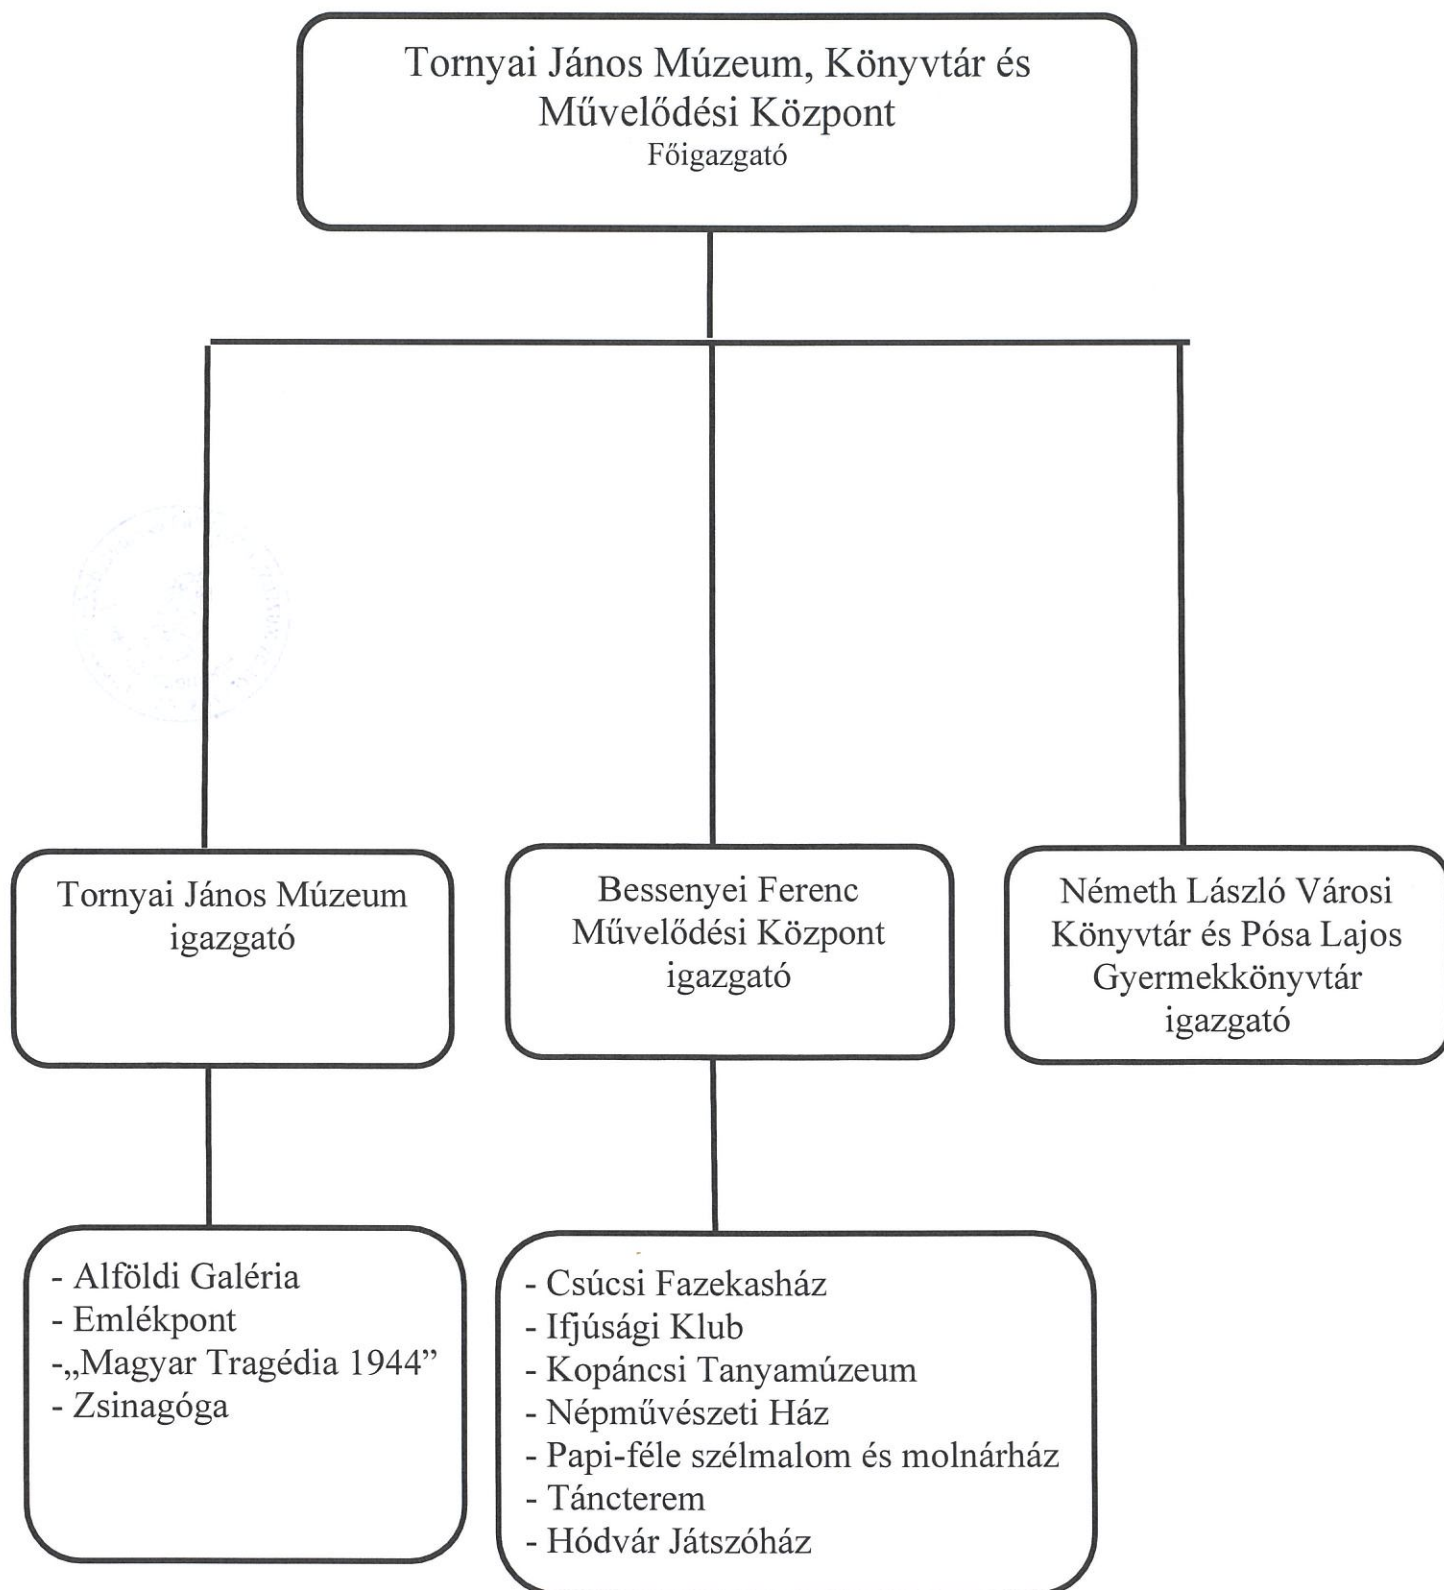 Tornyai János Múzeum, Könyvtár és
Művelődési Központ
Főigazgató
Tornyai János Múzeum
igazgató
Bessenyei Ferenc
Művelődési Központ
igazgató
Németh László Városi
Könyvtár és Pósa Lajos
Gyermekkönyvtár
igazgató
- Alföldi Galéria
- Emlékpont
-„Magyar Tragédia 1944”
- Zsinagóga
- Csúcsi Fazekasház
- Ifjúsági Klub
- Kopáncsi Tanyamúzeum
- Népművészeti Ház
- Papi-féle szélmalom és molnárház
- Táncterem
- Hódvár Játszóház